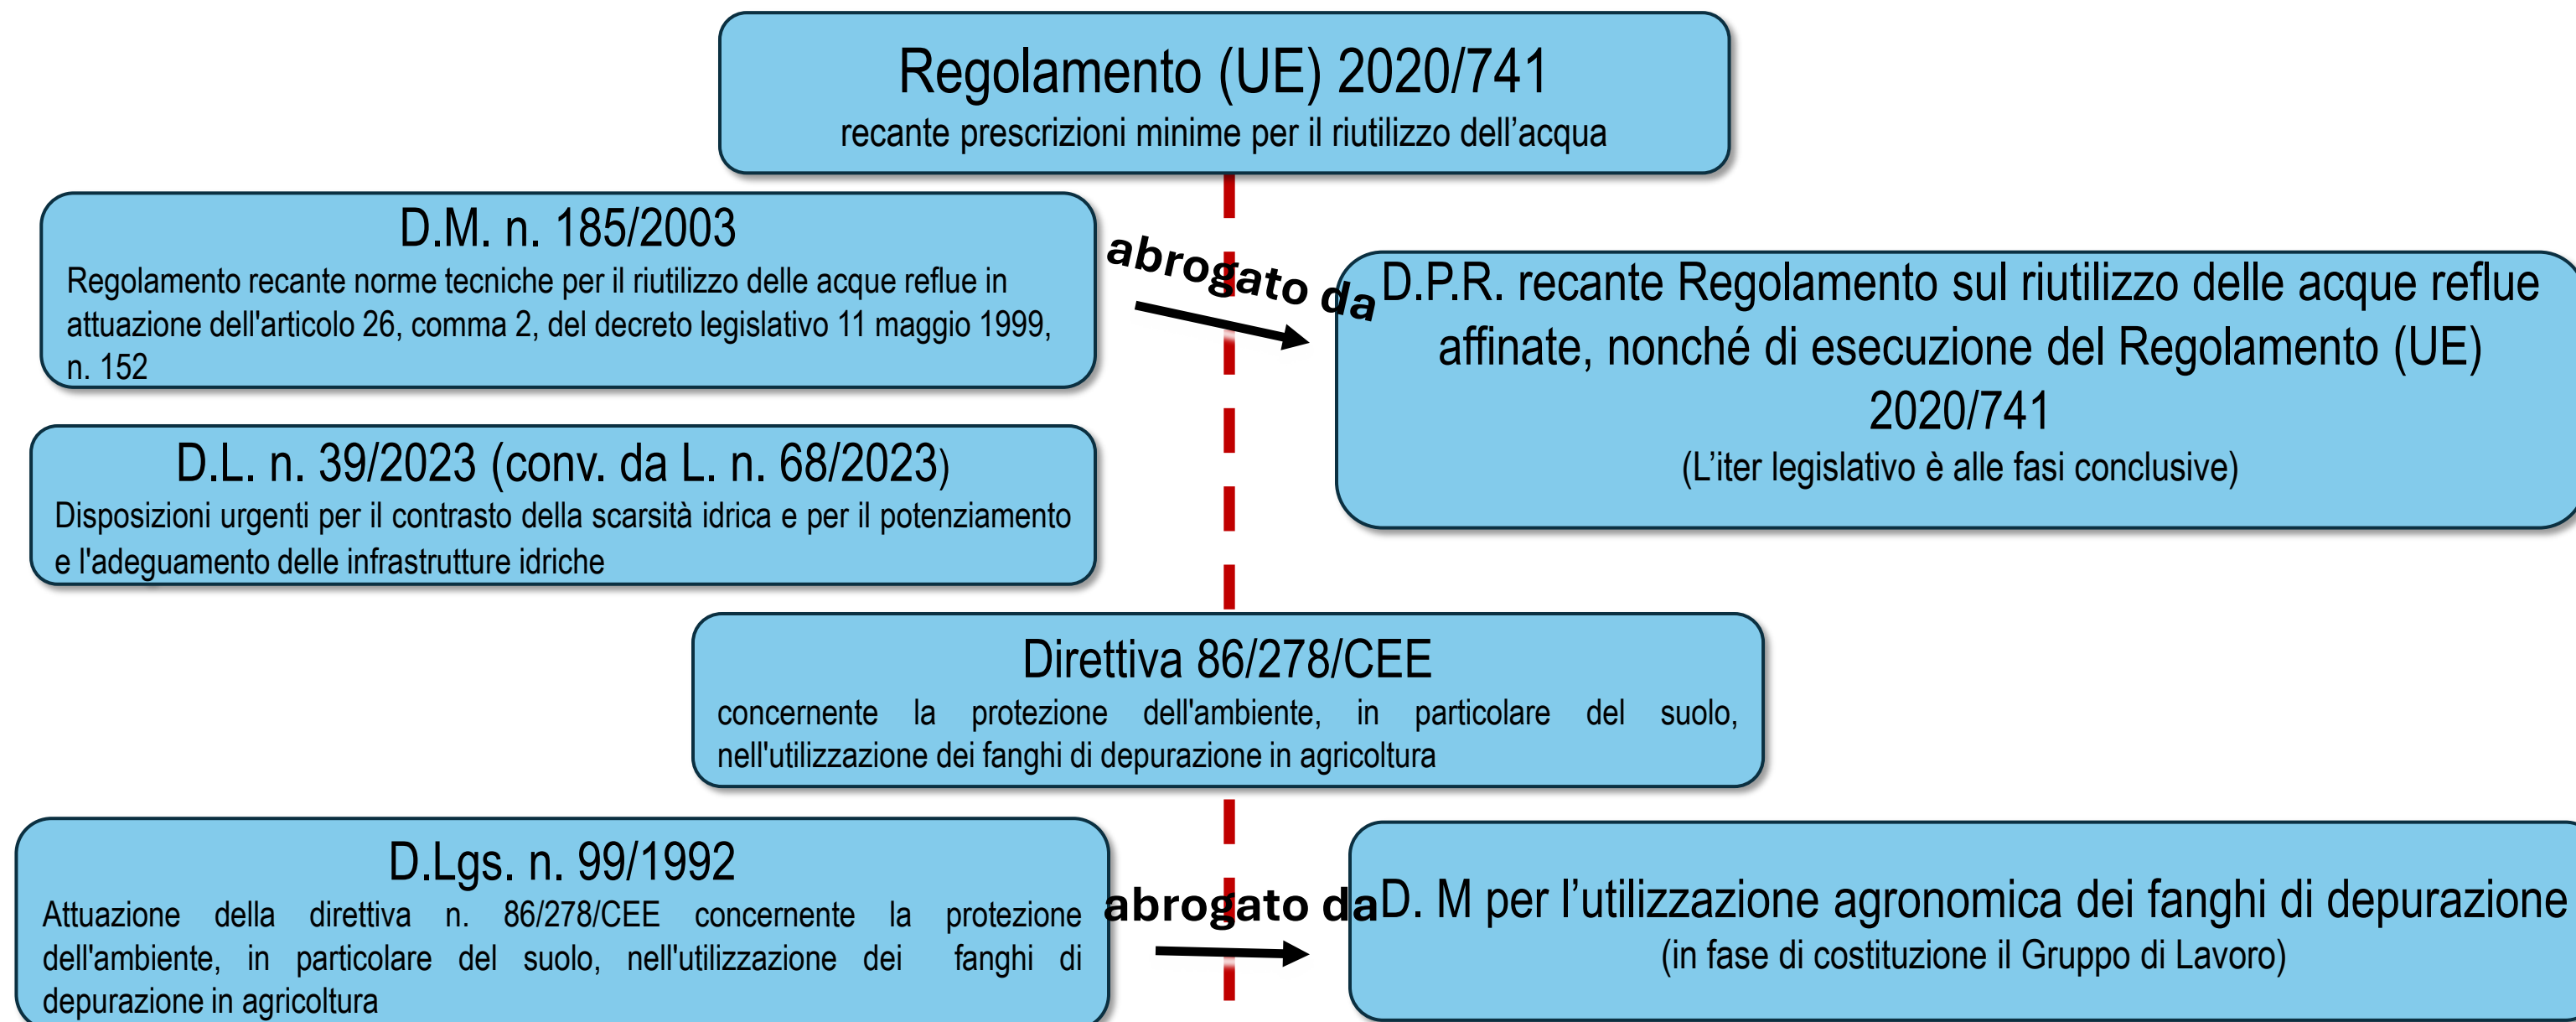 Regolamento (UE) 2020/741
recante prescrizioni minime per il riutilizzo dell’acqua
D.M. n. 185/2003
Regolamento recante norme tecniche per il riutilizzo delle acque reflue in
attuazione dell'articolo 26, comma 2, del decreto legislativo 11 maggio 1999,
n. 152
abrogato da
D.P.R. recante Regolamento sul riutilizzo delle acque reflue
affinate, nonché di esecuzione del Regolamento (UE)
2020/741
(L’iter legislativo è alle fasi conclusive)
D.L. n. 39/2023 (conv. da L. n. 68/2023)
Disposizioni urgenti per il contrasto della scarsità idrica e per il potenziamento
e l'adeguamento delle infrastrutture idriche
Direttiva 86/278/CEE
concernente la protezione dell'ambiente, in particolare del suolo,
nell'utilizzazione dei fanghi di depurazione in agricoltura
D.Lgs. n. 99/1992
Attuazione della direttiva n. 86/278/CEE concernente la protezione
dell'ambiente, in particolare del suolo, nell'utilizzazione dei fanghi di
depurazione in agricoltura
abrogato da
D. M per l’utilizzazione agronomica dei fanghi di depurazione
(in fase di costituzione il Gruppo di Lavoro)